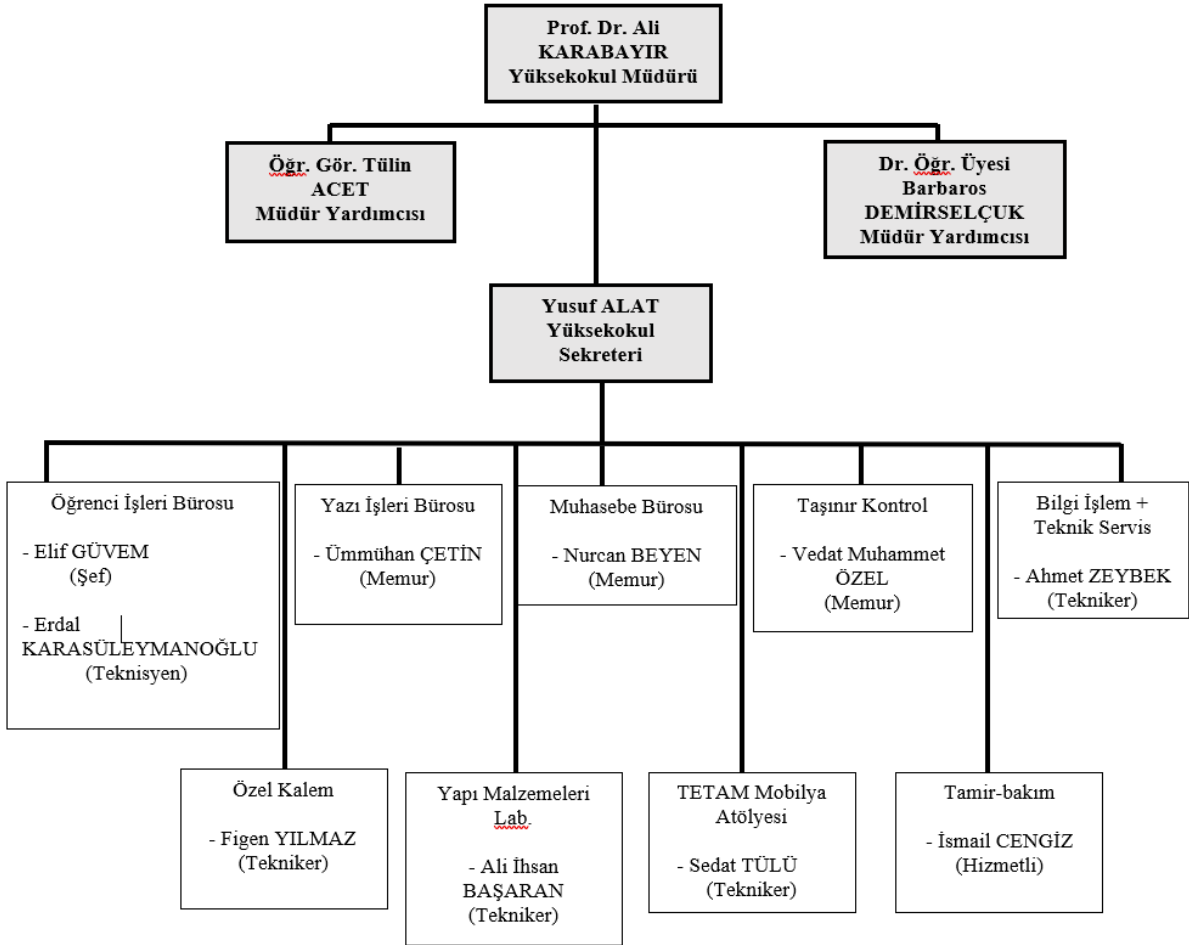 Prof. Dr. Ali
KARABAYIR
Yüksekokul Müdürü
Öğr. Gör. Tülin
ACET
Müdür Yardımcısı
Dr. Öğr. Üyesi
Barbaros
DEMİRSELÇUK
Müdür Yardımcısı
Yusuf ALAT
Yüksekokul
Sekreteri
Öğrenci İşleri Bürosu
- Elif GÜVEM
(Şef)
- Erdal
KARASÜLEYMANOĞLU
(Teknisyen)
Yazı İşleri Bürosu
- Ümmühan ÇETİN
(Memur)
Muhasebe Bürosu
- Nurcan BEYEN
(Memur)
Taşınır Kontrol
- Vedat Muhammet
ÖZEL
(Memur)
Bilgi İşlem +
Teknik Servis
- Ahmet ZEYBEK
(Tekniker)
Özel Kalem
- Figen YILMAZ
(Tekniker)
Yapı Malzemeleri
Lab.
- Ali İhsan
BAŞARAN
(Tekniker)
TETAM Mobilya
Atölyesi
- Sedat TÜLÜ
(Tekniker)
Tamir-bakım
- İsmail CENGİZ
(Hizmetli)